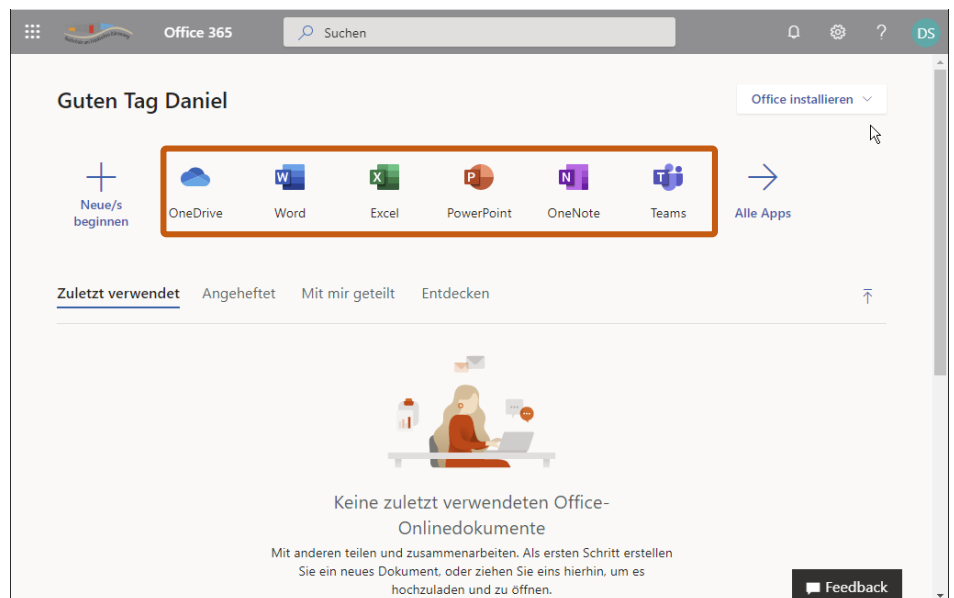 Office 365
Suchen
?
DS
Guten Tag Daniel
Office installieren
Neue/s
beginnen
OneDrive
Word
Excel
PowerPoint
OneNote
Teams
Alle Apps
Zuletzt verwendet Angeheftet Mit mir geteilt Entdecken
Keine zuletzt verwendeten Office-
Onlinedokumente
Mit anderen teilen und zusammenarbeiten. Als ersten Schritt erstellen
Sie ein neues Dokument, oder ziehen Sie eins hierhin, um es
hochzuladen und zu öffnen.
Feedback